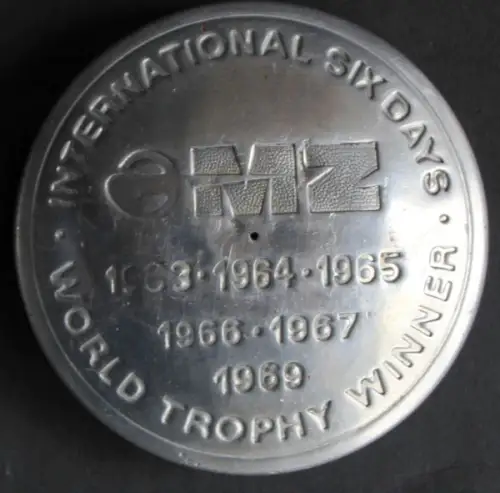 · INTERNATIONAL SIX DAYS ·
MZ
1963 · 1964 · 1965
1966 · 1967
1969
WORLD TROPHY WINNER